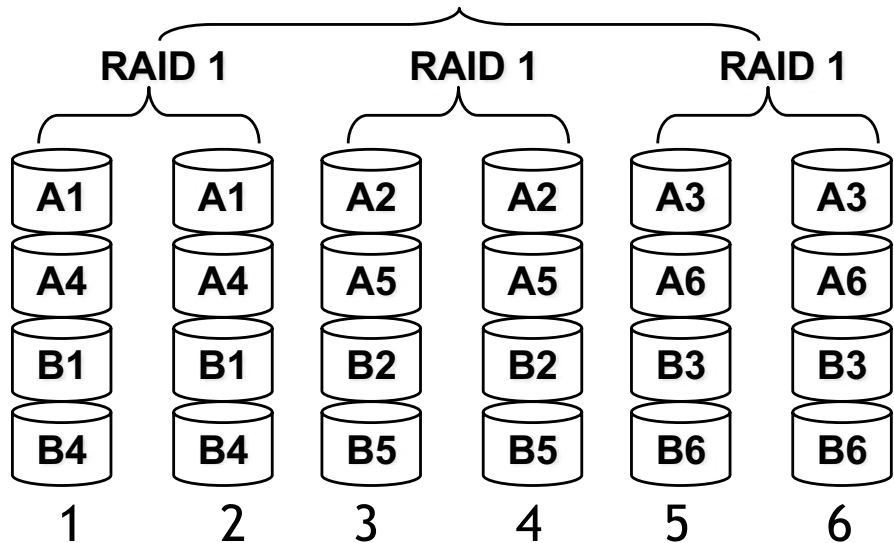 RAID 1 RAID 1 RAID 1
A1 A1 A2 A2 A3 A3
A4 A4 A5 A5 A6 A6
B1 B1 B2 B2 B3 B3
B4 B4 B5 B5 B6 B6
1 2 3 4 5 6